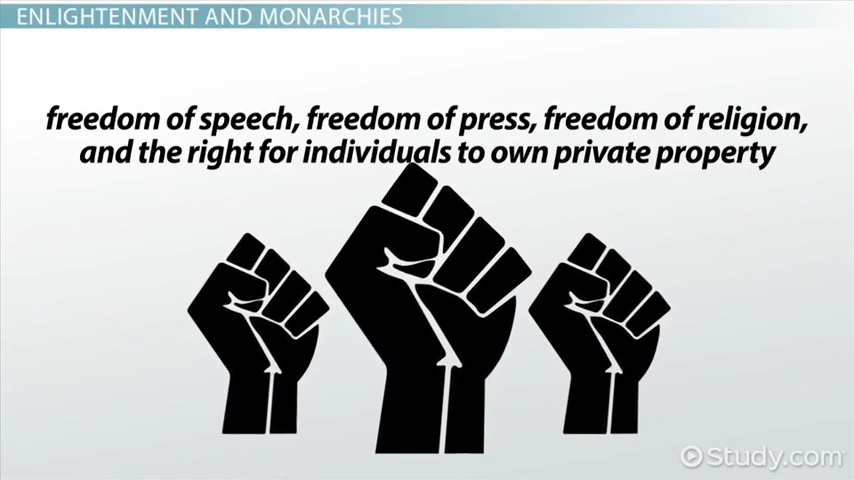 ENLIGHTENMENT AND MONARCHIES
freedom of speech, freedom of press, freedom of religion,
and the right for individuals to own private property
Study.com